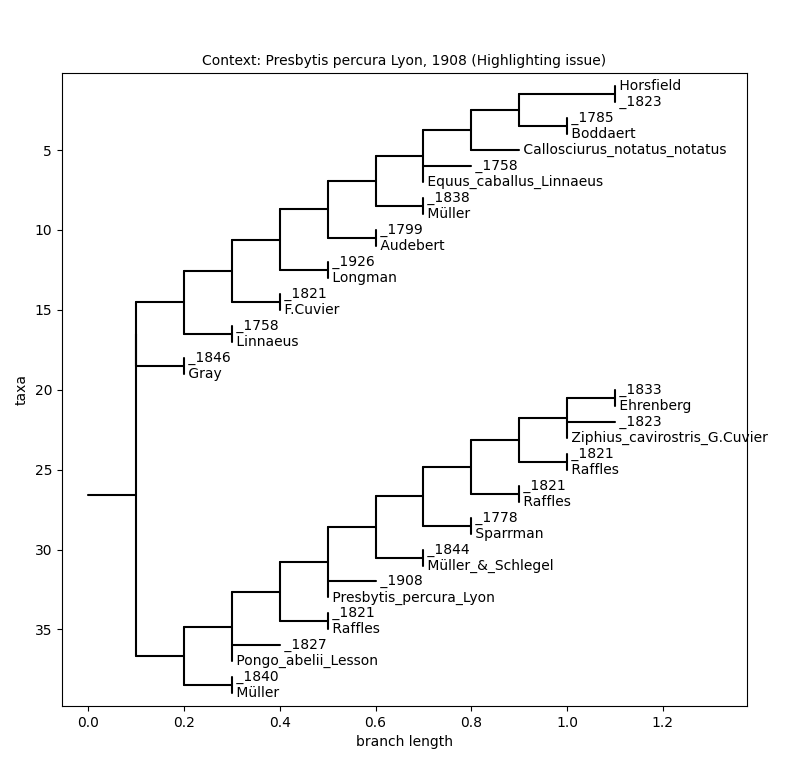 Context: Presbytis percura Lyon, 1908 (Highlighting issue)
Horsfield
_1823
_1785
Boddaert
Callosciurus_notatus_notatus
_1758
Equus_caballus_Linnaeus
_1838
Müller
_1799
Audebert
_1926
Longman
_1821
F.Cuvier
_1758
Linnaeus
_1846
Gray
_1833
Ehrenberg
_1823
Ziphius_cavirostris_G.Cuvier
_1821
Raffles
_1821
Raffles
_1778
Sparrman
_1844
Müller_&_Schlegel
_1908
Presbytis_percura_Lyon
_1821
Raffles
_1827
Pongo_abelii_Lesson
_1840
Müller
5
10
15
20
25
30
35
taxa
0.0 0.2 0.4 0.6 0.8 1.0 1.2
branch length